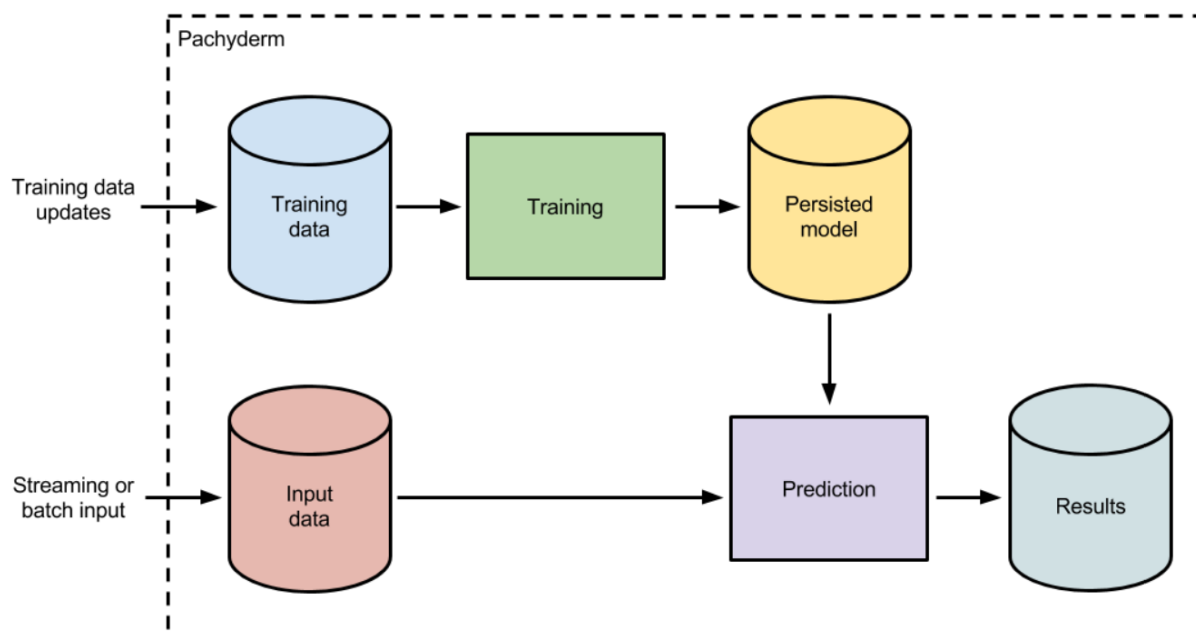 Pachyderm
Training data
updates
Training
data
Training
Persisted
model
Streaming or
batch input
Input
data
Prediction
Results